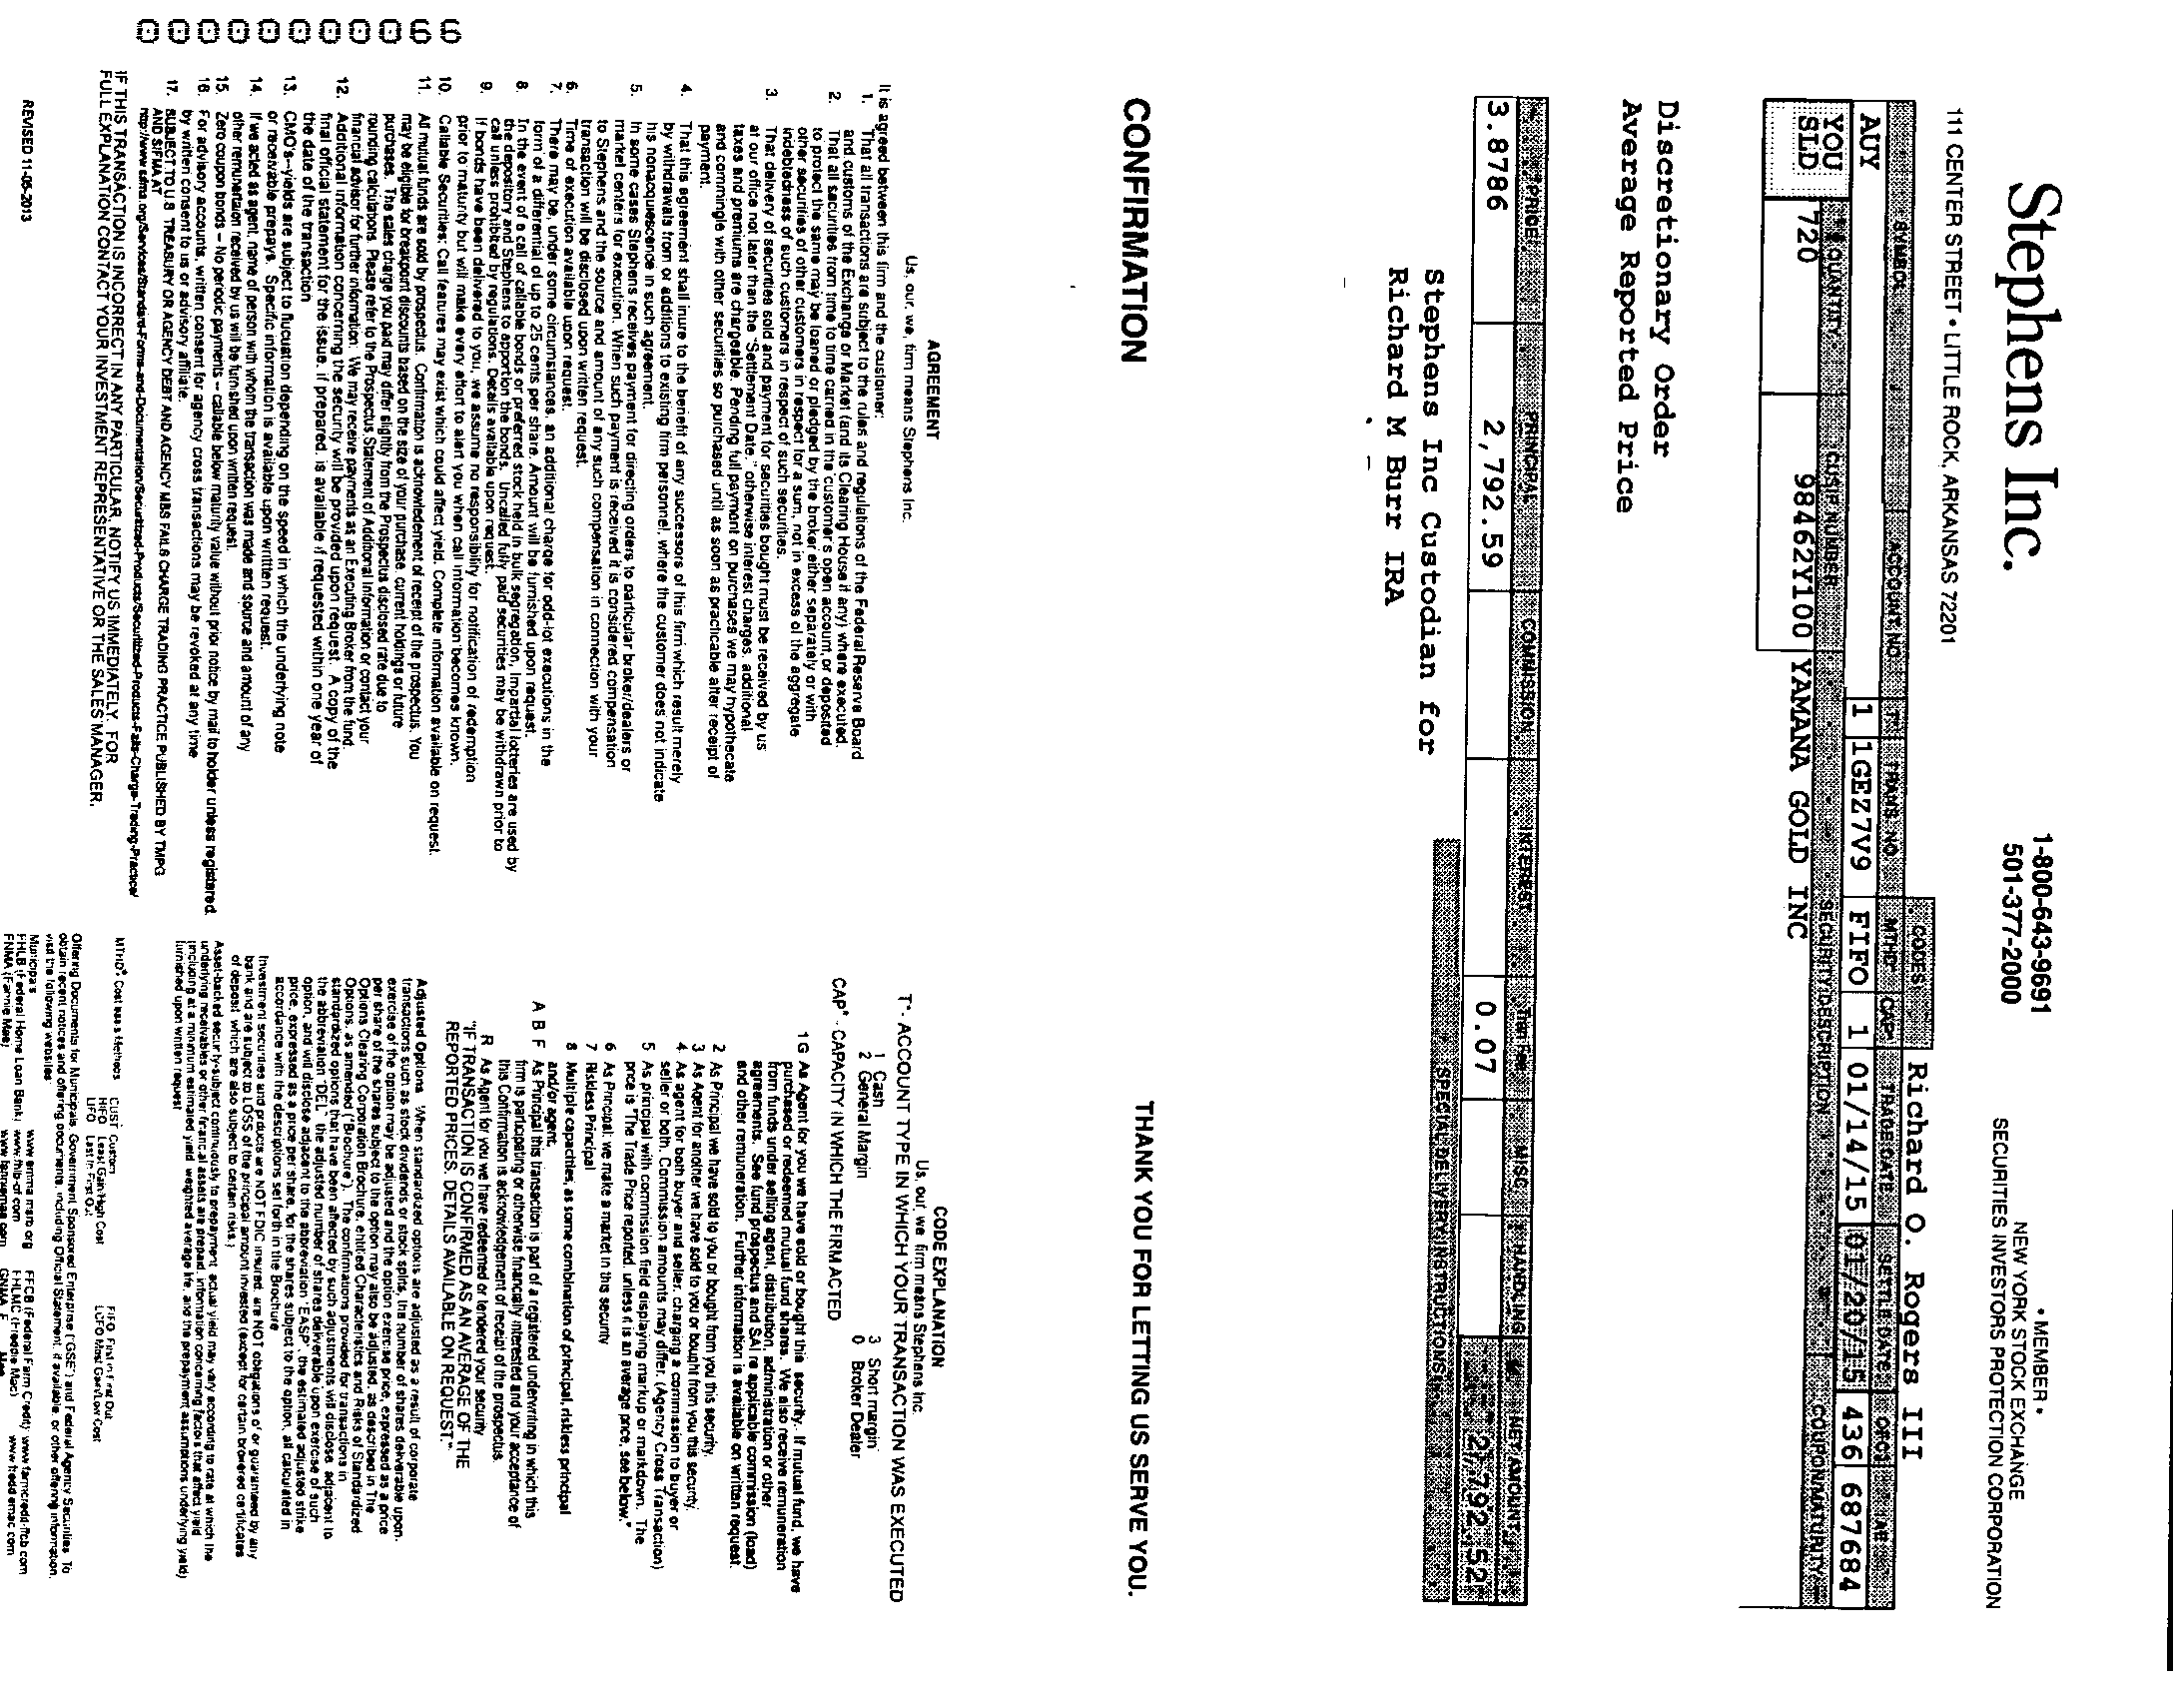 Stephens Inc.
1-800-643-9691
501-377-2000
• MEMBER •
NEW YORK STOCK EXCHANGE
SECURITIES INVESTORS PROTECTION CORPORATION
111 CENTER STREET • LITTLE ROCK, ARKANSAS 72201
Richard O. Rogers III
CODES
SYMBOL ACCOUNT NO. T* TRANS. NO. MTHD* CAP* TRADE DATE SETTLE DATE OFC
AUY 1 1GEZ7V9 FIFO 1 01/14/15 01/20/15 436 687684
YOU SLD QUANTITY CUSIP NUMBER SECURITY DESCRIPTION COUPON/MATURITY
720 98462Y100 YAMANA GOLD INC
Discretionary Order
Average Reported Price
PRICE PRINCIPAL COMMISSION INTEREST Tran Fee MISC. HANDLING NET AMOUNT
3.8786 2,792.59 0.07 2,792.52
SPECIAL DELIVERY INSTRUCTIONS
Stephens Inc Custodian for
Richard M Burr IRA
CONFIRMATION
THANK YOU FOR LETTING US SERVE YOU.
AGREEMENT
Us, our, we, firm means Stephens Inc.
It is agreed between this firm and the customer:
1. That all transactions are subject to the rules and regulations of the Federal Reserve Board
and customs of the Exchange or Market (and its Clearing House if any) where executed.
2. That all securities from time to time carried in the customer's open account, or deposited
to protect the same may be loaned or pledged by the broker either separately or with
other securities of other customers in respect for a sum, not in excess of the aggregate
indebtedness of such customers in respect of such securities.
3. That delivery of securities sold and payment for securities bought must be received by us
at our office not later than the "Settlement Date," otherwise interest charges, additional
taxes and premiums are chargeable. Pending full payment on purchases we may hypothecate
and commingle with other securities so purchased until as soon as practicable after receipt of
payment.
4. That this agreement shall inure to the benefit of any successors of this firm which result merely
by withdrawals from or additions to existing firm personnel, where the customer does not indicate
his nonacquiescence in such agreement.
5. In some cases Stephens receives payment for directing orders to particular broker/dealers or
market centers for execution. When such payment is received it is considered compensation
to Stephens and the source and amount of any such compensation in connection with your
transaction will be disclosed upon written request.
6. Time of execution available upon request.
7. There may be, under some circumstances, an additional charge for odd-lot executions in the
form of a differential of up to 25 cents per share. Amount will be furnished upon request.
8. In the event of a call of callable bonds or preferred stock held in bulk segregation, Impartial lotteries are used by
the depository and Stephens to apportion the bonds. Uncalled fully paid securities may be withdrawn prior to
call unless prohibited by regulations. Details available upon request.
9. If bonds have been delivered to you, we assume no responsibility for notification of redemption
prior to maturity but will make every effort to alert you when call information becomes known.
10. Callable Securities: Call features may exist which could affect yield. Complete information available on request.
11. All mutual funds are sold by prospectus. Confirmation is acknowledgement of receipt of the prospectus. You
may be eligible for breakpoint discounts based on the size of your purchase, current holdings or future
purchases. The sales charge you paid may differ slightly from the Prospectus disclosed rate due to
rounding calculations. Please refer to the Prospectus, Statement of Additional Information or contact your
financial advisor for further information. We may receive payments as an Executing Broker from the fund.
12. Additional information concerning the security will be provided upon request. A copy of the
final official statement for the issue, if prepared, is available if requested within one year of
the date of the transaction
13. CMO's--yields are subject to fluctuation depending on the speed in which the underlying note
or receivable prepays. Specific information is available upon written request.
14. If we acted as agent, name of person with whom the transaction was made and source and amount of any
other remuneration received by us will be furnished upon written request.
15. Zero coupon bonds -- No periodic payments -- callable below maturity value without prior notice by mail to holder unless registered.
16. For advisory accounts, written consent for agency cross transactions may be revoked at any time
by written consent to us or advisory affiliate.
17. SUBJECT TO U.S. TREASURY OR AGENCY DEBT AND AGENCY MBS FAILS CHARGE TRADING PRACTICE PUBLISHED BY TMPG
AND SIFMA AT
http://www.sifma.org/Services/Standard-Forms-and-Documentation/Securitized-Products/Securitized-Products-Fails-Charge-Trading-Practice/
IF THIS TRANSACTION IS INCORRECT IN ANY PARTICULAR, NOTIFY US IMMEDIATELY. FOR
FULL EXPLANATION CONTACT YOUR INVESTMENT REPRESENTATIVE OR THE SALES MANAGER.
REVISED 11-05-2013
CODE EXPLANATION
Us, our, we firm means Stephens Inc.
T* - ACCOUNT TYPE IN WHICH YOUR TRANSACTION WAS EXECUTED
1 Cash 3 Short margin
2 General Margin 0 Broker Dealer
CAP* - CAPACITY IN WHICH THE FIRM ACTED
1G As Agent for you we have sold or bought this security. If mutual fund, we have
purchased or redeemed mutual fund shares. We also receive remuneration
from funds under selling agent, distribution, administration or other
agreements. See fund prospectus and SAI re applicable commission (load)
and other remuneration. Further information is available on written request.
2 As Principal we have sold to you or bought from you this security.
3 As Agent for another we have sold to you or bought from you this security.
4 As agent for both buyer and seller, charging a commission to buyer or
seller or both. Commission amounts may differ. (Agency Cross Transaction)
5 As principal with commission field displaying markup or markdown. The
price is "The Trade Price reported, unless it is an average price, see below."
6 As Principal: we make a market in this security
7 Riskless Principal
8 Multiple capacities, as some combination of principal, riskless principal
and/or agent.
A B F As Principal this transaction is part of a registered underwriting in which this
firm is participating or otherwise financially interested and your acceptance of
this Confirmation is acknowledgement of receipt of the prospectus.
R As Agent for you we have redeemed or tendered your security
"IF TRANSACTION IS CONFIRMED AS AN AVERAGE OF THE
REPORTED PRICES, DETAILS AVAILABLE ON REQUEST."
Adjusted Options When standardized options are adjusted as a result of corporate
transactions such as stock dividends or stock splits, the number of shares deliverable upon
exercise of the option may be adjusted and the option exercise price, expressed as a price
per share of the shares subject to the option may also be adjusted, as described in The
Options Clearing Corporation Brochure, entitled Characteristics and Risks of Standardized
Options, as amended ("Brochure"). The confirmations provided for transactions in
standardized options that have been affected by such adjustments will disclose, adjacent to
the abbreviation "DEL", the adjusted number of shares deliverable upon exercise of such
option, and will disclose adjacent to the abbreviation "EASP", the estimated adjusted strike
price, expressed as a price per share, for the shares subject to the option, all calculated in
accordance with the descriptions set forth in the Brochure
Investment securities and products are NOT FDIC insured, are NOT obligations of or guaranteed by any
bank and are subject to LOSS of the principal amount invested (except for certain brokered certificates
of deposit which are also subject to certain risks.)
Asset-backed security-subject continuously to prepayment actual yield may vary according to rate at which the
underlying receivables or other financial assets are prepaid, information concerning factors that affect yield
(including at a minimum estimated yield weighted average life, and the prepayment assumptions underlying yield)
furnished upon written request
MTHD* Cost basis Methods CUST Custom FIFO First in First Out
HIFO Least Gain/High Cost LCFO Most Gain/Low Cost
LIFO Last In First Out
Offering Documents for Municipals, Government Sponsored Enterprise ("GSE") and Federal Agency Securities To
obtain recent notices and offering documents, including Official Statement, if available, or other offering information,
visit the following websites:
Municipals www.emma.msrb.org FFCB (Federal Farm Credit) www.farmcredit-ffcb.com
FHLB (Federal Home Loan Bank) www.fhlb-of.com FHLMC (Freddie Mac) www.freddiemac.com
FNMA (Fannie Mae) www.fanniemae.com